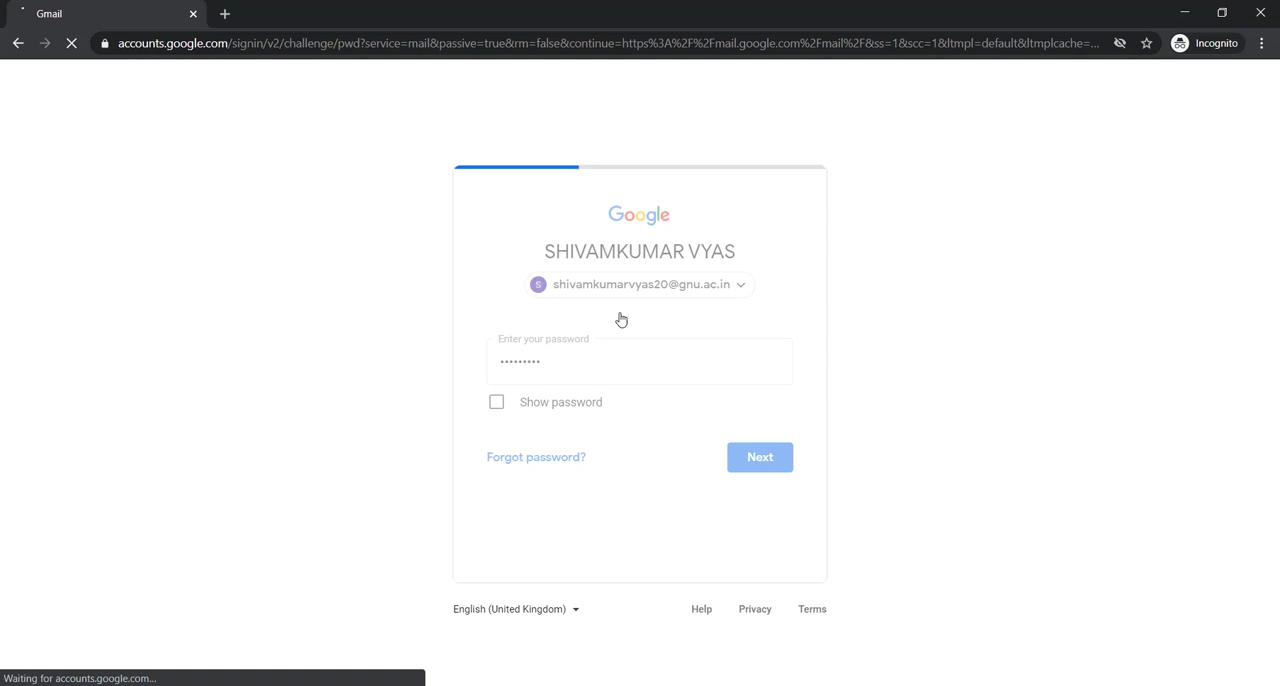 Gmail
accounts.google.com/signin/v2/challenge/pwd?service=mail&passive=true&rm=false&continue=https%3A%2F%2Fmail.google.com%2Fmail%2F&ss=1&scc=1&ltmpl=default&ltmplcache=...
Incognito
Google
SHIVAMKUMAR VYAS
S shivamkumarvyas20@gnu.ac.in
Enter your password
•••••••••
Show password
Forgot password?
Next
English (United Kingdom)
Help Privacy Terms
Waiting for accounts.google.com...